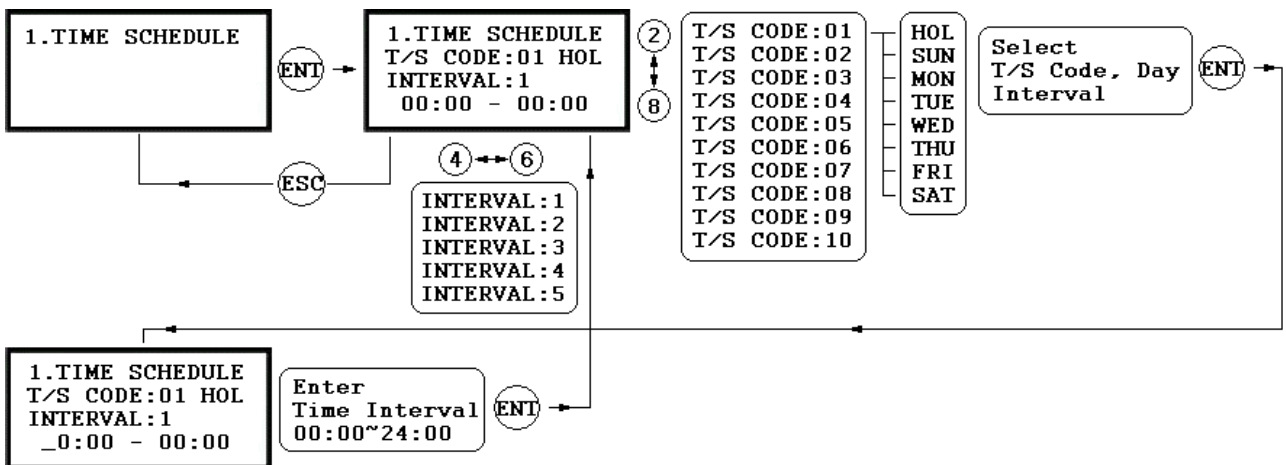 1.TIME SCHEDULE
ENT
1.TIME SCHEDULE
T/S CODE:01 HOL
INTERVAL:1
00:00 - 00:00
2
8
T/S CODE:01
T/S CODE:02
T/S CODE:03
T/S CODE:04
T/S CODE:05
T/S CODE:06
T/S CODE:07
T/S CODE:08
T/S CODE:09
T/S CODE:10
HOL
SUN
MON
TUE
WED
THU
FRI
SAT
Select
T/S Code, Day
Interval
ENT
ESC
4
6
INTERVAL:1
INTERVAL:2
INTERVAL:3
INTERVAL:4
INTERVAL:5
1.TIME SCHEDULE
T/S CODE:01 HOL
INTERVAL:1
_0:00 - 00:00
Enter
Time Interval
00:00~24:00
ENT